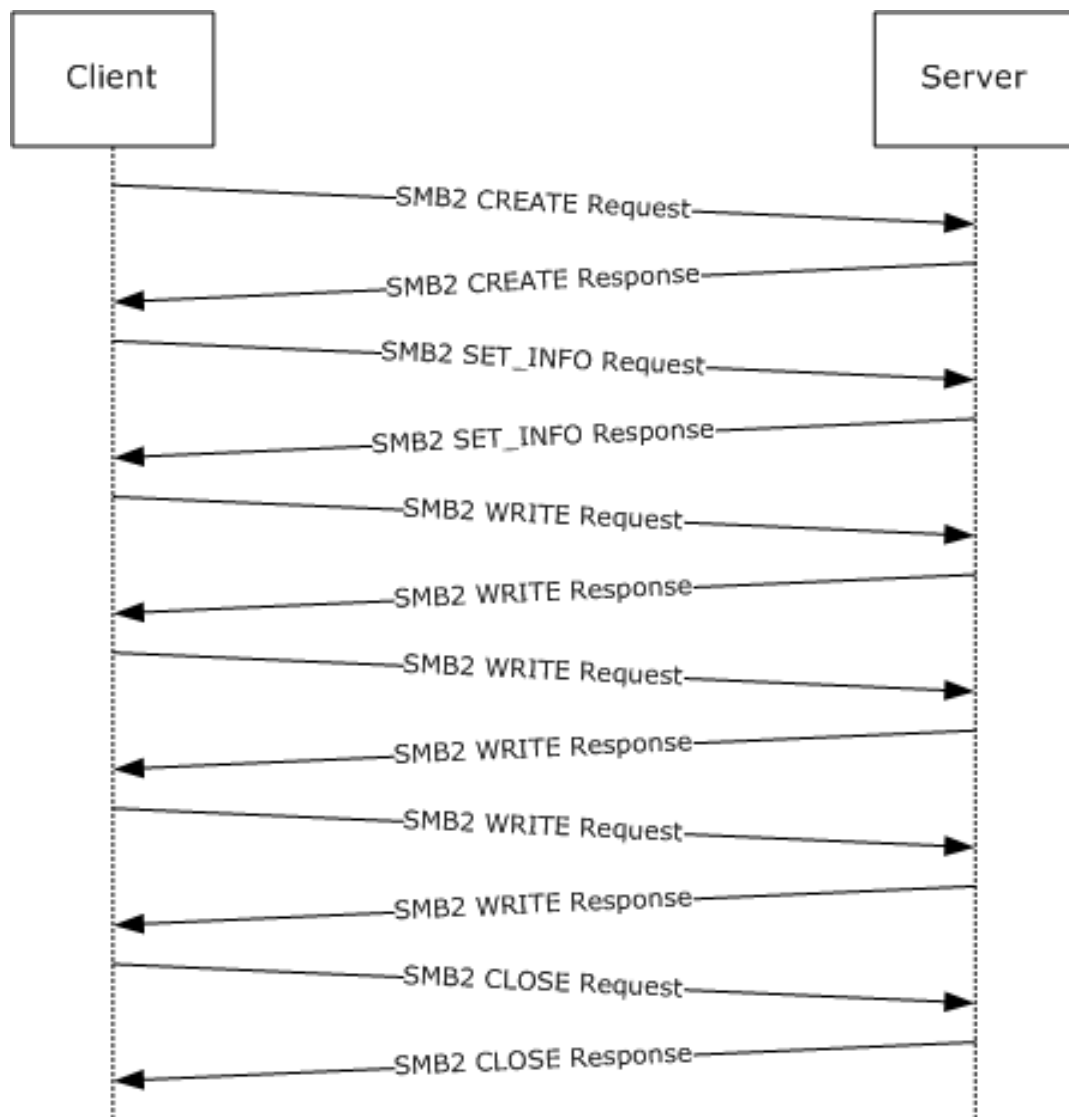 Client
Server
SMB2 CREATE Request
SMB2 CREATE Response
SMB2 SET_INFO Request
SMB2 SET_INFO Response
SMB2 WRITE Request
SMB2 WRITE Response
SMB2 WRITE Request
SMB2 WRITE Response
SMB2 WRITE Request
SMB2 WRITE Response
SMB2 CLOSE Request
SMB2 CLOSE Response